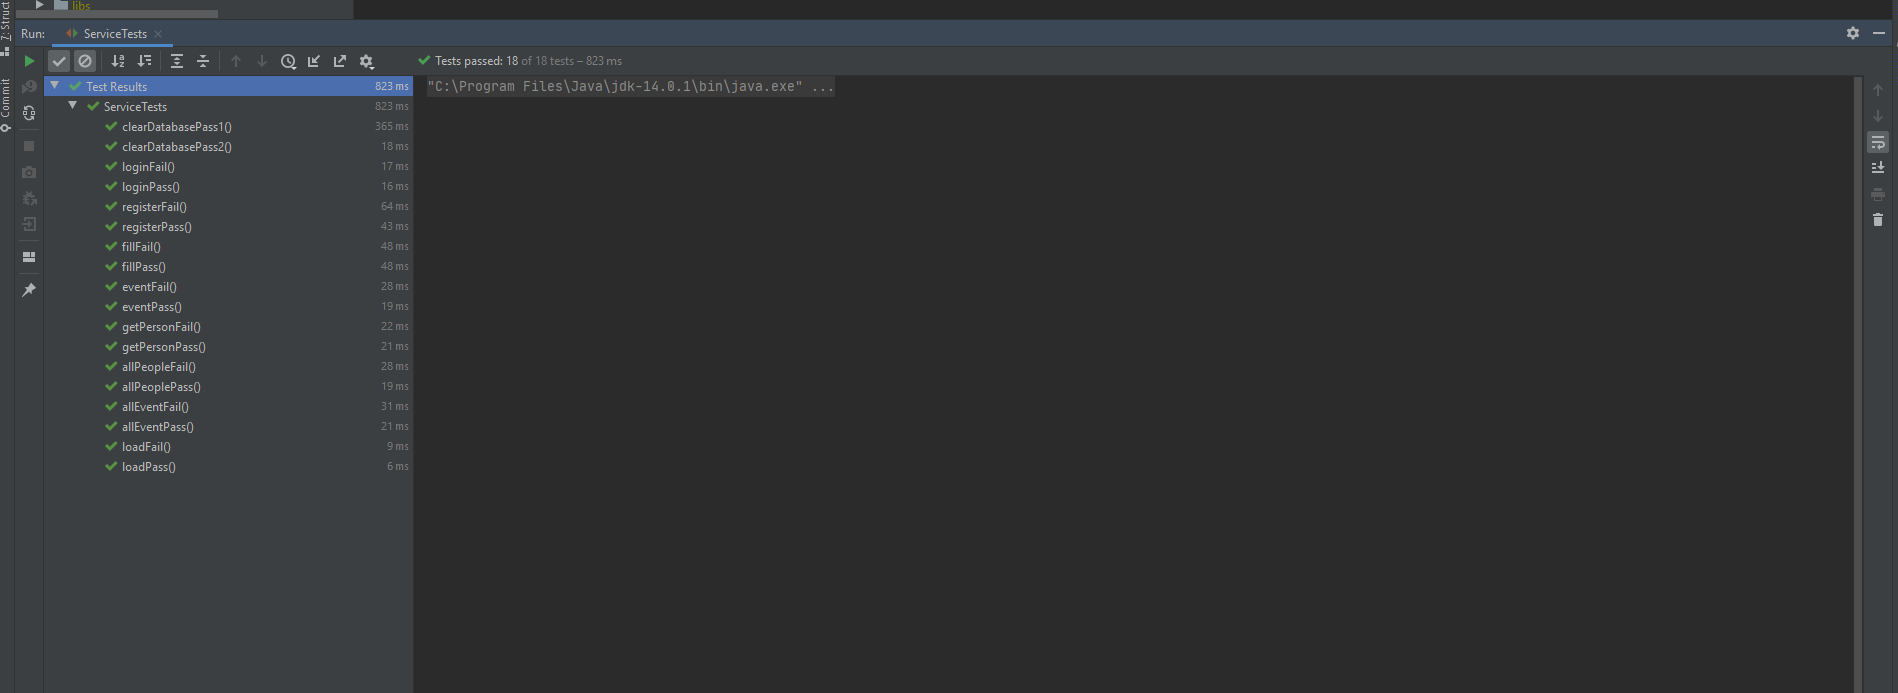 libs
7: Struct
Commit
Run: ServiceTests
Tests passed: 18 of 18 tests – 823 ms
Test Results 823 ms
"C:\Program Files\Java\jdk-14.0.1\bin\java.exe" ...
ServiceTests 823 ms
clearDatabasePass1() 365 ms
clearDatabasePass2() 18 ms
loginFail() 17 ms
loginPass() 16 ms
registerFail() 64 ms
registerPass() 43 ms
fillFail() 48 ms
fillPass() 48 ms
eventFail() 28 ms
eventPass() 19 ms
getPersonFail() 22 ms
getPersonPass() 21 ms
allPeopleFail() 28 ms
allPeoplePass() 19 ms
allEventFail() 31 ms
allEventPass() 21 ms
loadFail() 9 ms
loadPass() 6 ms